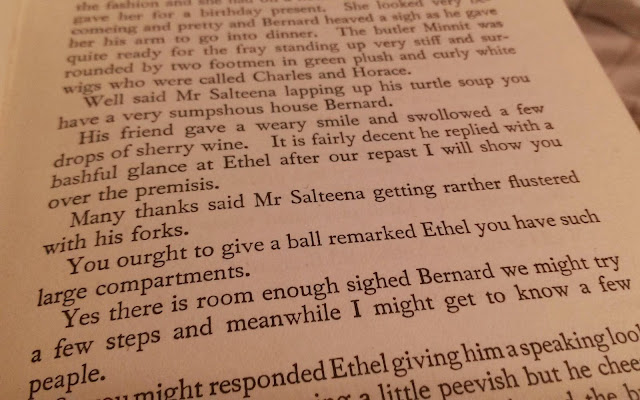 the fashion and she had on a
gave her for a birthday present. She looked very be-
comeing and pretty and Bernard heaved a sigh as he gave
her his arm to go into dinner. The butler Minnit was
quite ready for the fray standing up very stiff and sur-
rounded by two footmen in green plush and curly white
wigs who were called Charles and Horace.
Well said Mr Salteena lapping up his turtle soup you
have a very sumpshous house Bernard.
His friend gave a weary smile and swollowed a few
drops of sherry wine. It is fairly decent he replied with a
bashful glance at Ethel after our repast I will show you
over the premisis.
Many thanks said Mr Salteena getting rarther flustered
with his forks.
You ourght to give a ball remarked Ethel you have such
large compartments.
Yes there is room enough sighed Bernard we might try
a few steps and meanwhile I might get to know a few
peaple.
you might responded Ethel giving him a speaking loo
a little peevish but he chee
the